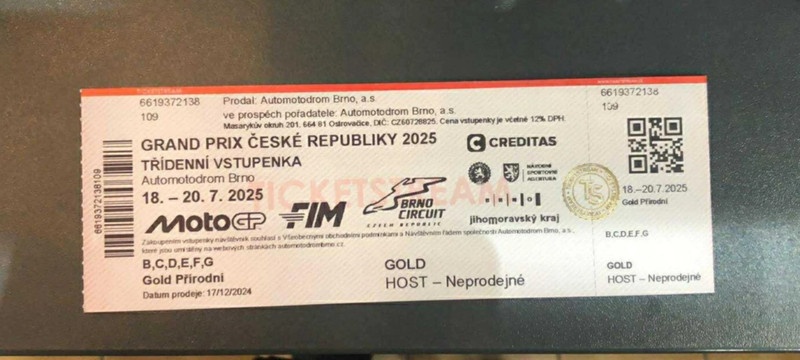 6619372138
109
Prodal: Automotodrom Brno, a.s.
ve prospěch pořadatele: Automotodrom Brno, a.s.
Masarykův okruh 201, 664 81 Ostrovačice, DIČ: CZ60726825. Cena vstupenky je včetně 12% DPH.
GRAND PRIX ČESKÉ REPUBLIKY 2025
TŘÍDENNÍ VSTUPENKA
Automotodrom Brno
18. – 20. 7. 2025
TICKETSTREAM
CREDITAS
NÁRODNÍ
SPORTOVNÍ
AGENTURA
jihomoravský kraj
MotoGP
FIM
BRNO
CIRCUIT
CZECH REPUBLIC
Zakoupením vstupenky návštěvník souhlasí s Všeobecnými obchodními podmínkami a Návštěvním řádem společnosti Automotodrom Brno, a.s.,
které jsou umístěny na webových stránkách automotodrombrno.cz.
B,C,D,E,F,G
Gold Přírodní
Datum prodeje: 17/12/2024
GOLD
HOST – Neprodejné
6619372138109
6619372138
109
TS
18.–20.7.2025
Gold Přírodní
B,C,D,E,F,G
GOLD
HOST – Neprodejné